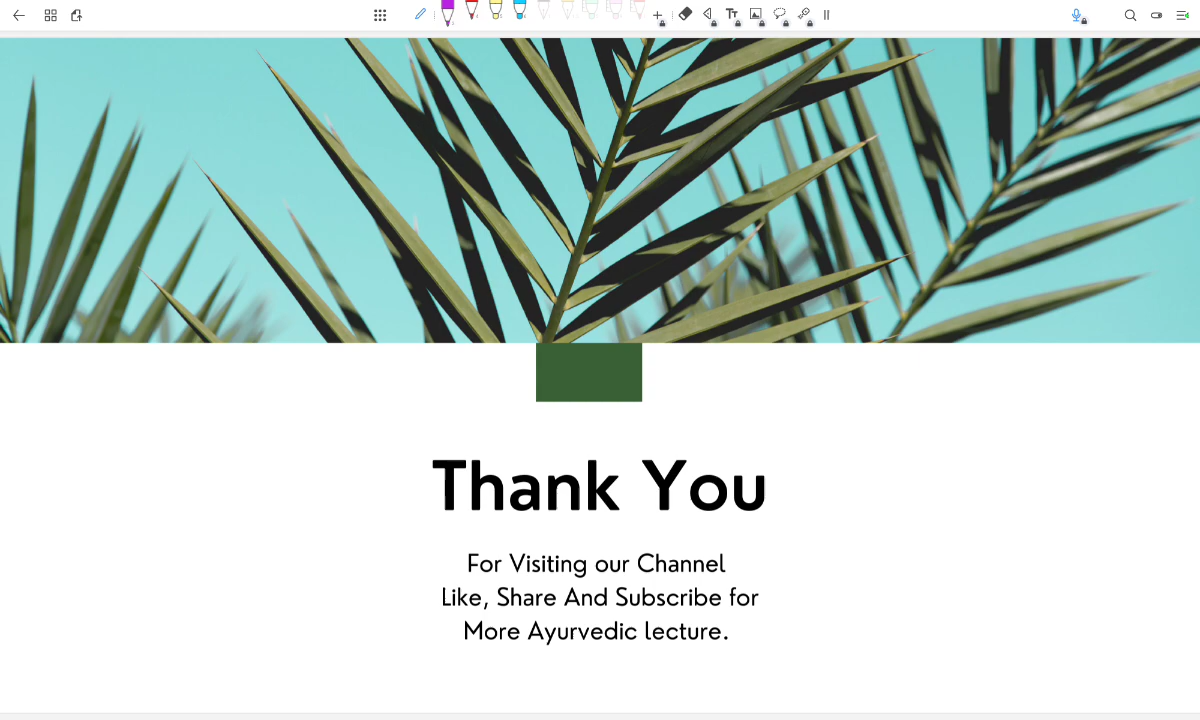 Thank You
For Visiting our Channel
Like, Share And Subscribe for
More Ayurvedic lecture.